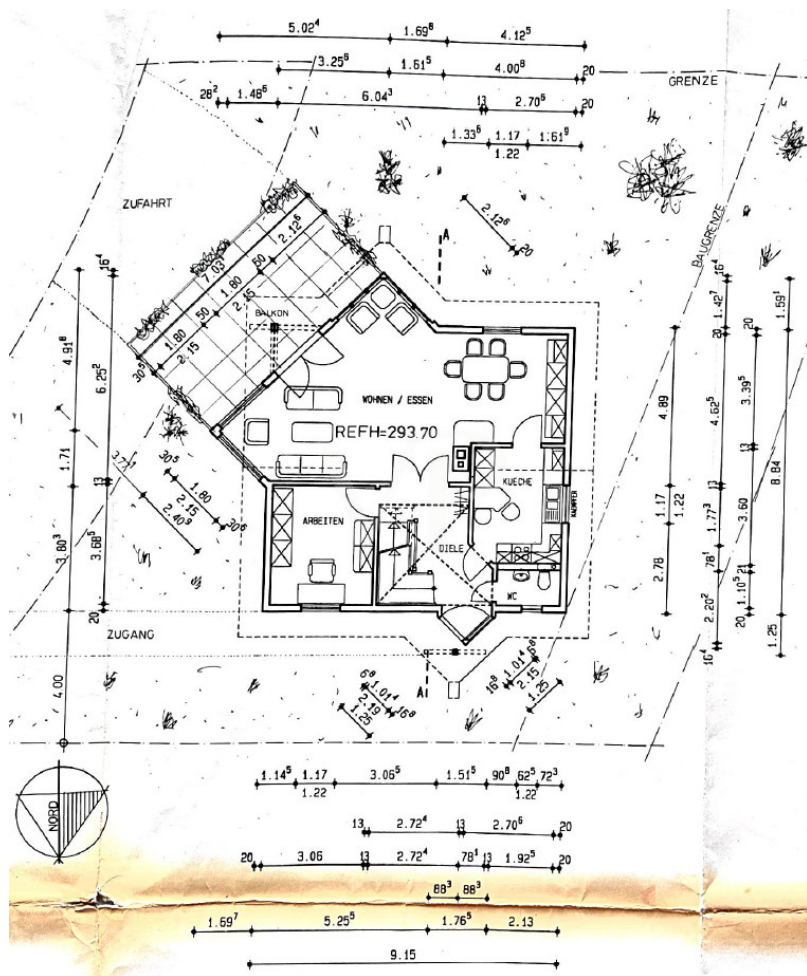 5.02⁴ 1.69⁸ 4.12⁵
3.25⁶ 1.61⁵ 4.00⁸ 20
GRENZE
28² 1.48⁶ 6.04³ 13 2.70⁶ 20
1.33⁶ 1.17 1.61⁹
1.22
ZUFAHRT
2.12⁶
20
A
BAUGRENZE
7.03¹
2.12⁶
50
1.80
2.15
50
1.80
2.15
30⁵
BALKON
WOHNEN / ESSEN
REFH=293.70
KUECHE
ARBEITEN
DIELE
WC
16⁴
4.91⁸
6.25²
1.71
13
3.80³
3.68⁵
20
4.00
3.77¹
30⁵
1.80
2.15
2.40⁹
30⁶
16⁴
1.42⁷
20
20
1.59¹
4.89
4.62⁵
3.39⁵
13
13
8.84
1.17
1.22
1.77³
3.60
2.78
78¹
21
2.20²
1.10⁵
20
1.25
16⁴
ZUGANG
A
6⁸
1.01⁴
2.19
16⁸
1.25
16⁸
1.01⁴
6⁸
2.15
1.25
NORD
1.14⁵ 1.17 3.06⁵ 1.51⁵ 90⁸ 62⁵ 72³
1.22 1.22
13 2.72⁴ 13 2.70⁶ 20
20 3.06 13 2.72⁴ 78¹ 13 1.92⁵ 20
88³ 88³
1.69⁷ 5.25⁵ 1.76⁵ 2.13
9.15